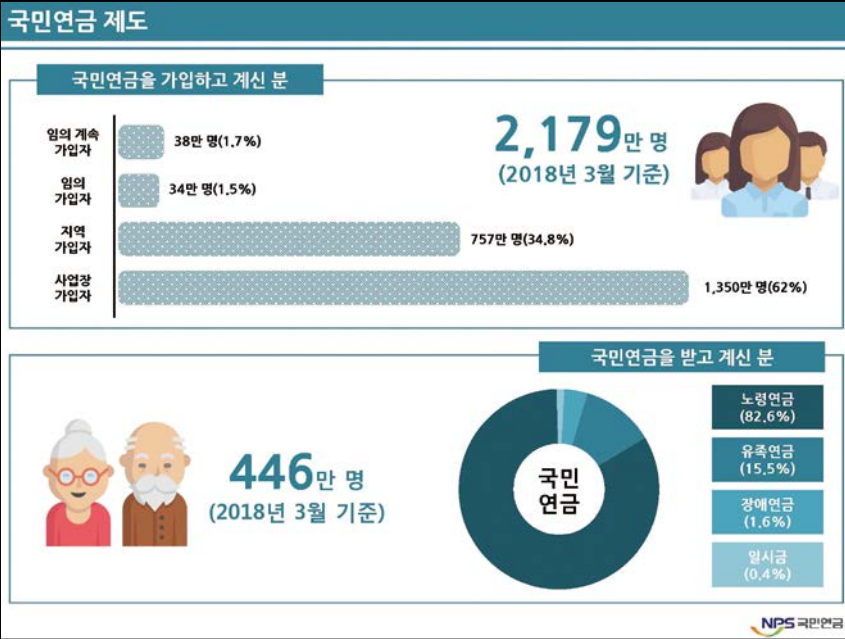 국민연금 제도
국민연금을 가입하고 계신 분
임의 계속
가입자
38만 명(1.7%)
임의
가입자
34만 명(1.5%)
지역
가입자
757만 명(34.8%)
사업장
가입자
1,350만 명(62%)
2,179만 명
(2018년 3월 기준)
국민연금을 받고 계신 분
446만 명
(2018년 3월 기준)
국민
연금
노령연금
(82.6%)
유족연금
(15.5%)
장애연금
(1.6%)
일시금
(0.4%)
NPS 국민연금